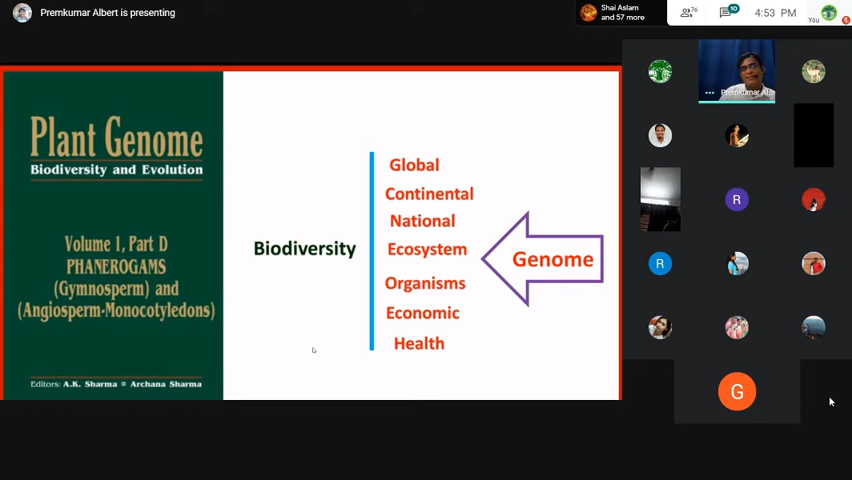 Premkumar Albert is presenting
Shai Aslam
and 57 more
76
10
4:53 PM
You
Plant Genome
Biodiversity and Evolution
Volume 1, Part D
PHANEROGAMS
(Gymnosperm) and
(Angiosperm-Monocotyledons)
Editors: A.K. Sharma Archana Sharma
Biodiversity
Global
Continental
National
Ecosystem
Organisms
Economic
Health
Genome
Premkumar Al...
R
R
G